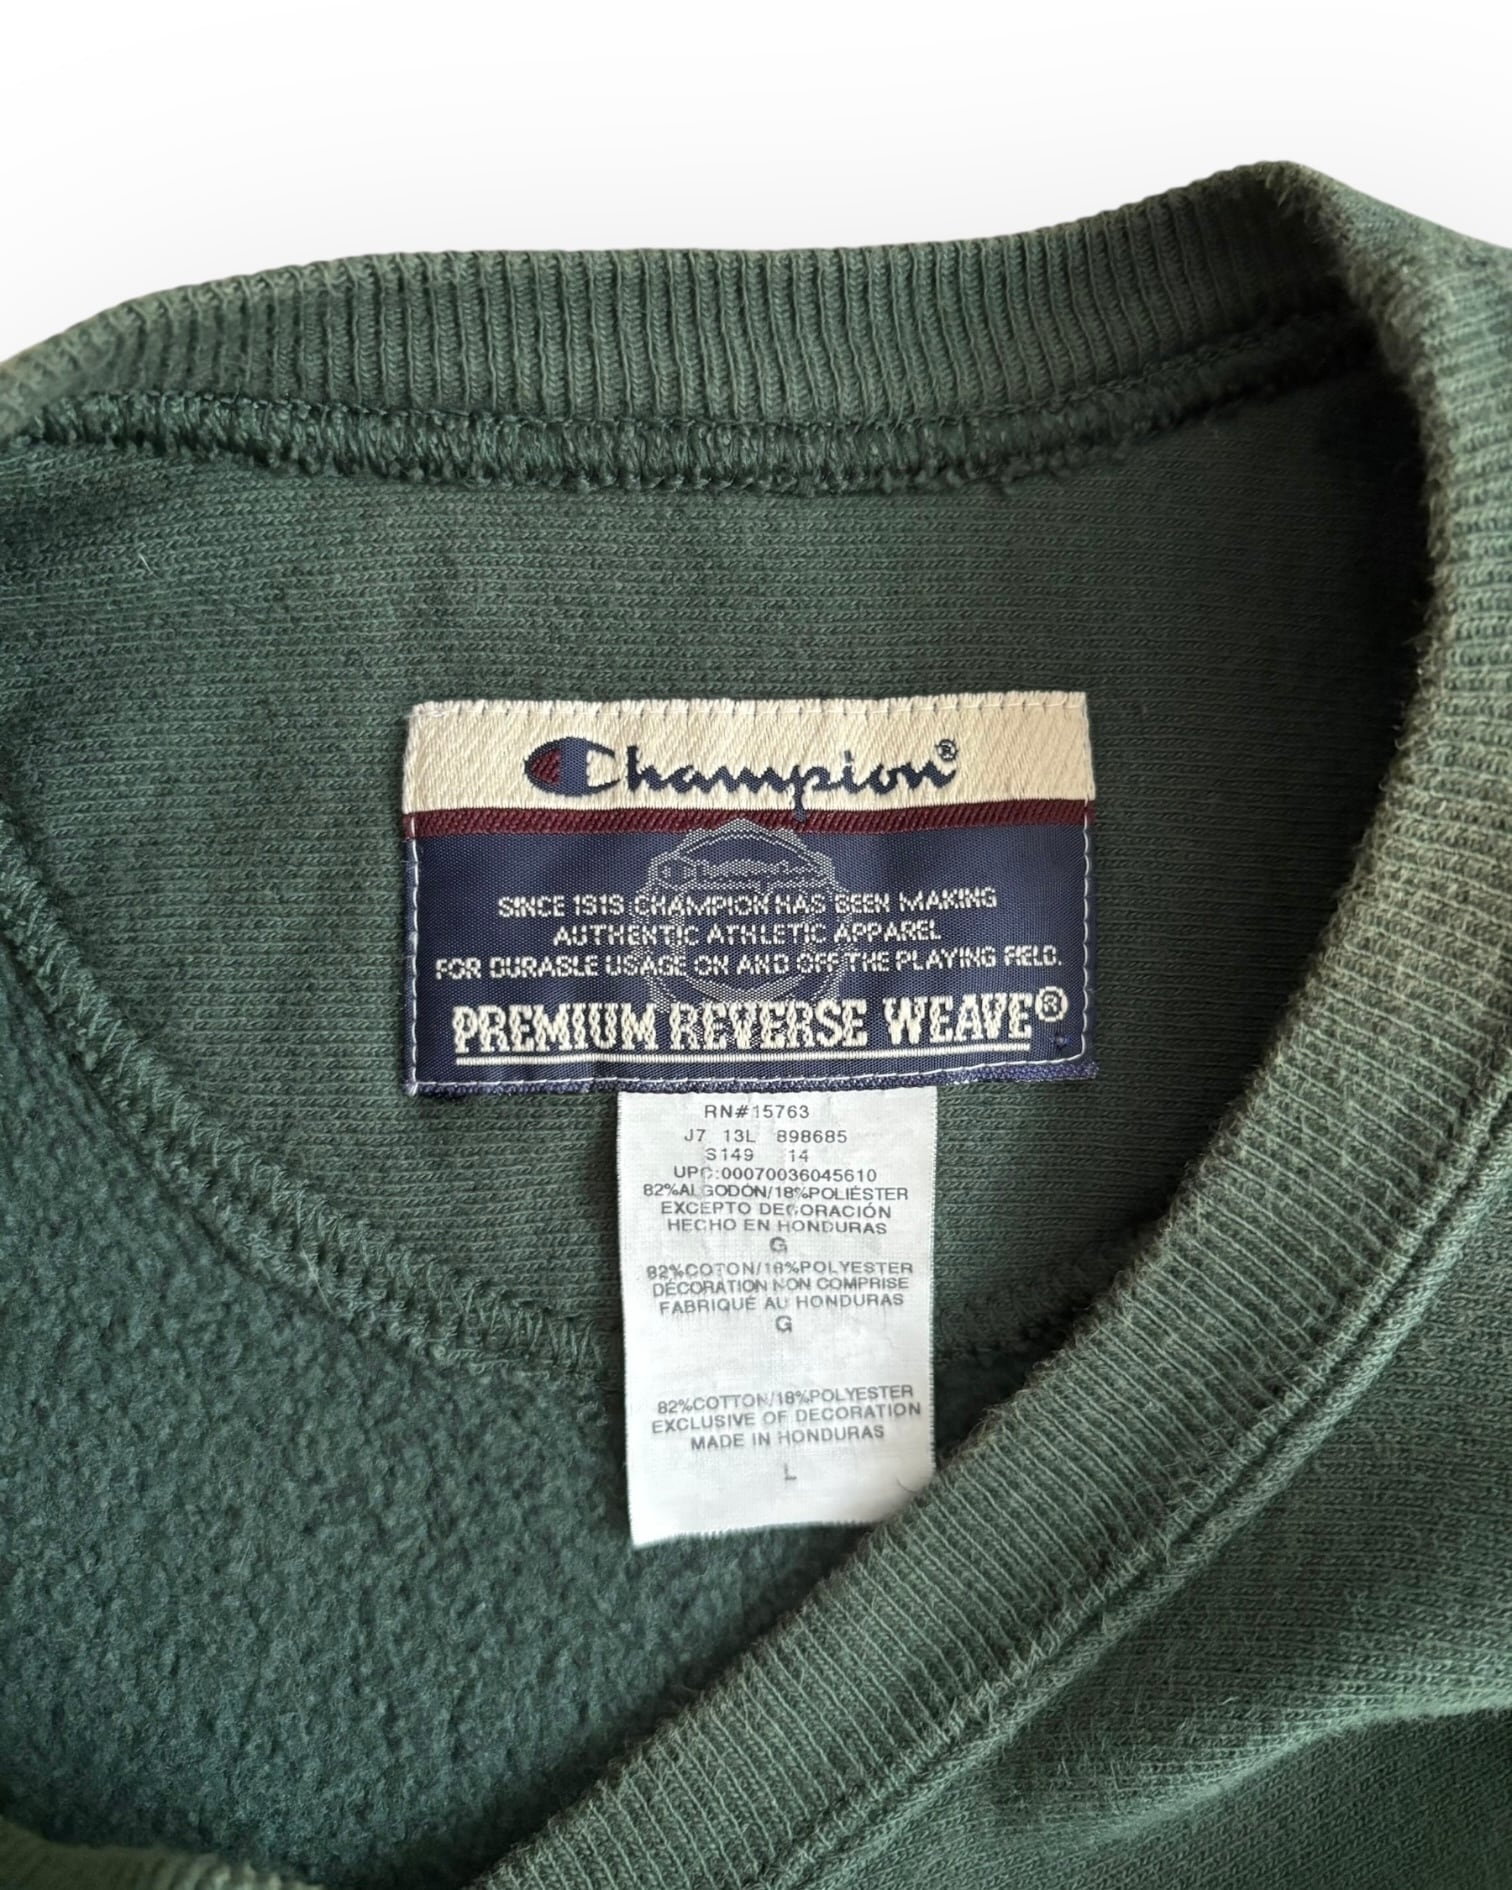 Champion®
SINCE 1919 CHAMPION HAS BEEN MAKING
AUTHENTIC ATHLETIC APPAREL
FOR DURABLE USAGE ON AND OFF THE PLAYING FIELD.
PREMIUM REVERSE WEAVE®
RN#15763
J7 13L 898685
S149 14
UPC:00070036045610
82%ALGODÓN/18%POLIÉSTER
EXCEPTO DECORACIÓN
HECHO EN HONDURAS
G
82%COTON/18%POLYESTER
DÉCORATION NON COMPRISE
FABRIQUÉ AU HONDURAS
G
82%COTTON/18%POLYESTER
EXCLUSIVE OF DECORATION
MADE IN HONDURAS
L